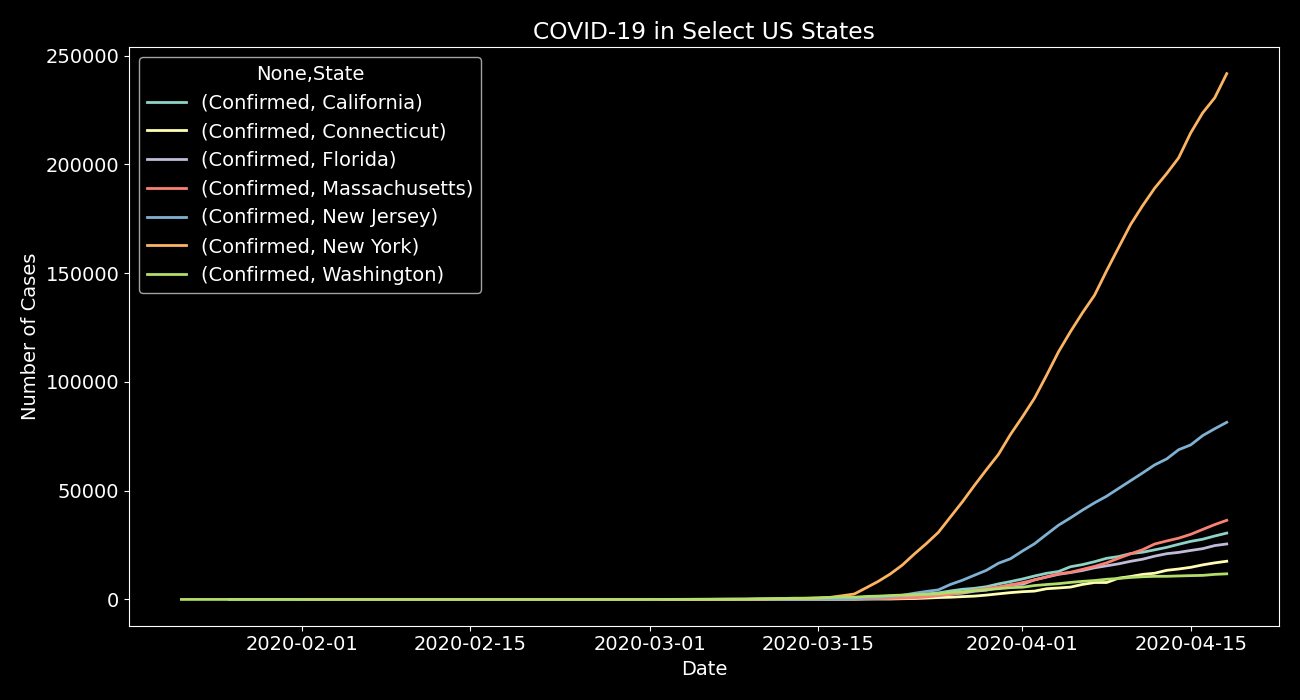 COVID-19 in Select US States
250000
200000
150000
100000
50000
0
Number of Cases
None,State
(Confirmed, California)
(Confirmed, Connecticut)
(Confirmed, Florida)
(Confirmed, Massachusetts)
(Confirmed, New Jersey)
(Confirmed, New York)
(Confirmed, Washington)
2020-02-01 2020-02-15 2020-03-01 2020-03-15 2020-04-01 2020-04-15
Date